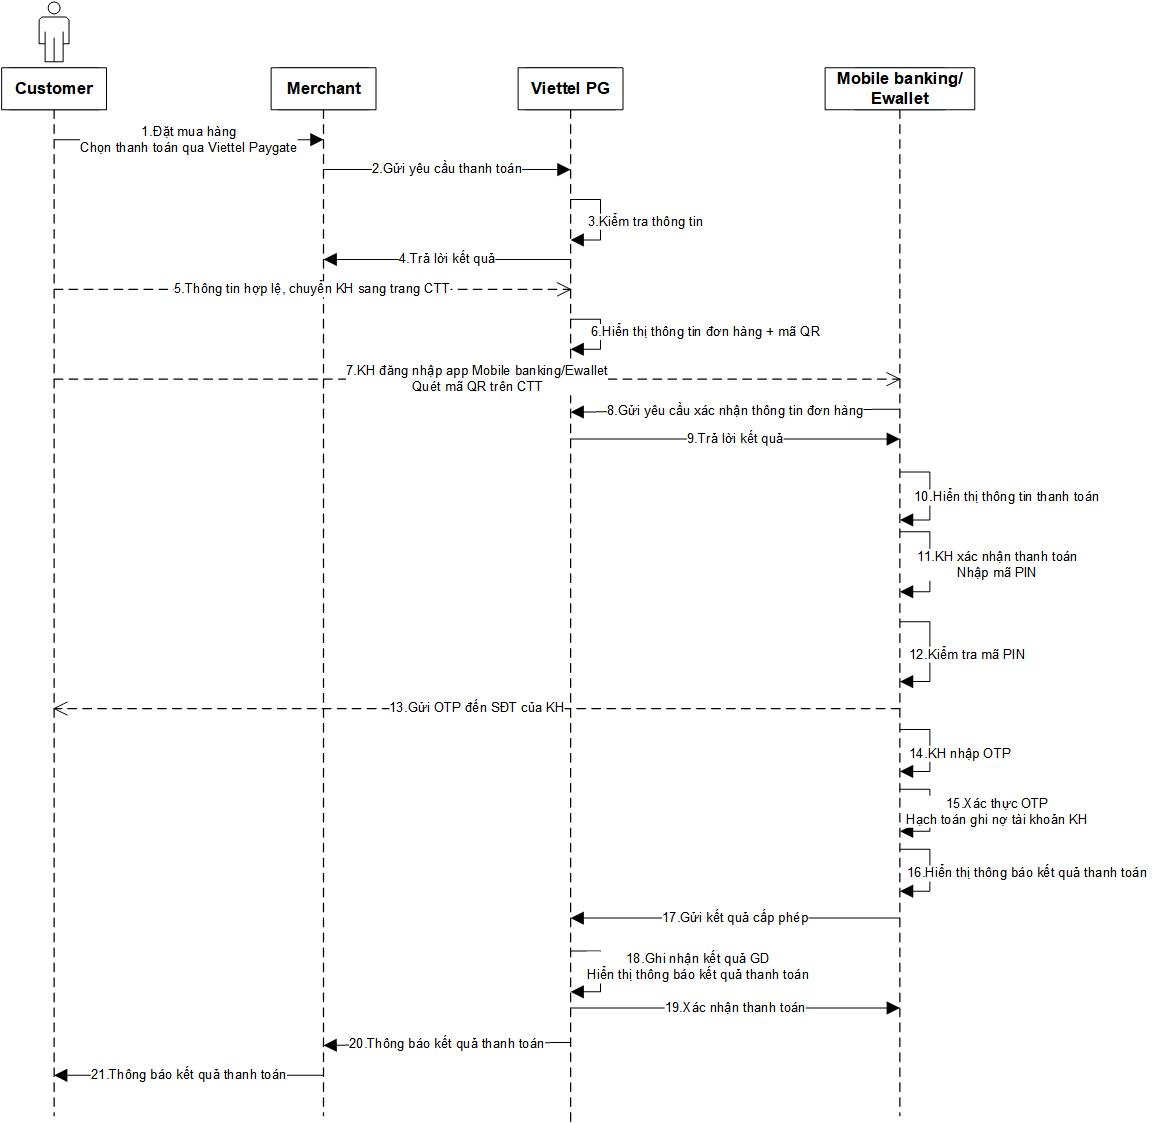 Customer
Merchant
Viettel PG
Mobile banking/
Ewallet
1.Đặt mua hàng
Chọn thanh toán qua Viettel Paygate
2.Gửi yêu cầu thanh toán
3.Kiểm tra thông tin
4.Trả lời kết quả
5.Thông tin hợp lệ, chuyển KH sang trang CTT
6.Hiển thị thông tin đơn hàng + mã QR
7.KH đăng nhập app Mobile banking/Ewallet
Quét mã QR trên CTT
8.Gửi yêu cầu xác nhận thông tin đơn hàng
9.Trả lời kết quả
10.Hiển thị thông tin thanh toán
11.KH xác nhận thanh toán
Nhập mã PIN
12.Kiểm tra mã PIN
13.Gửi OTP đến SĐT của KH
14.KH nhập OTP
15.Xác thực OTP
Hạch toán ghi nợ tài khoản KH
16.Hiển thị thông báo kết quả thanh toán
17.Gửi kết quả cấp phép
18.Ghi nhận kết quả GD
Hiển thị thông báo kết quả thanh toán
19.Xác nhận thanh toán
20.Thông báo kết quả thanh toán
21.Thông báo kết quả thanh toán